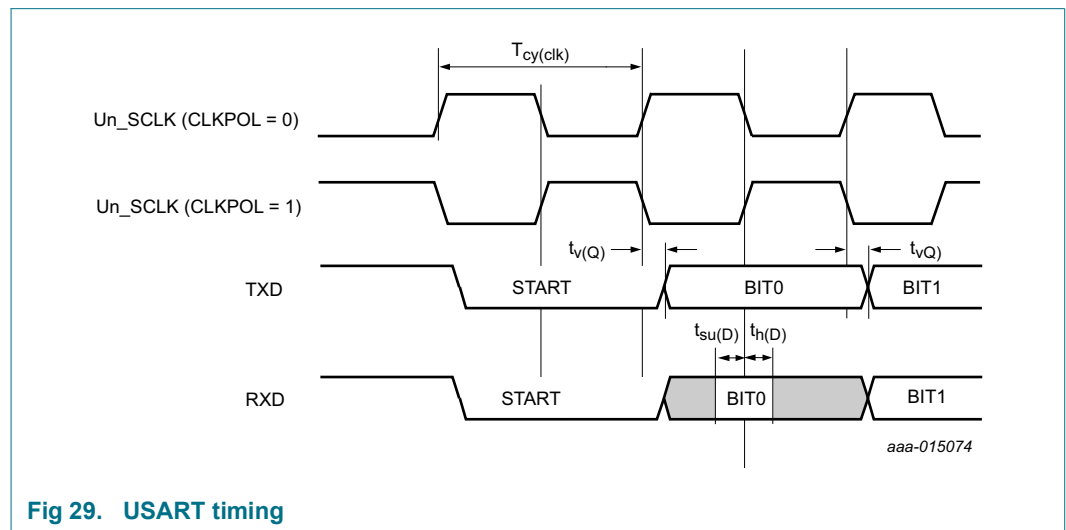 Tcy(clk)
Un_SCLK (CLKPOL = 0)
Un_SCLK (CLKPOL = 1)
tv(Q)
tvQ)
TXD
START
BIT0
BIT1
tsu(D)
th(D)
RXD
START
BIT0
BIT1
aaa-015074
Fig 29. USART timing